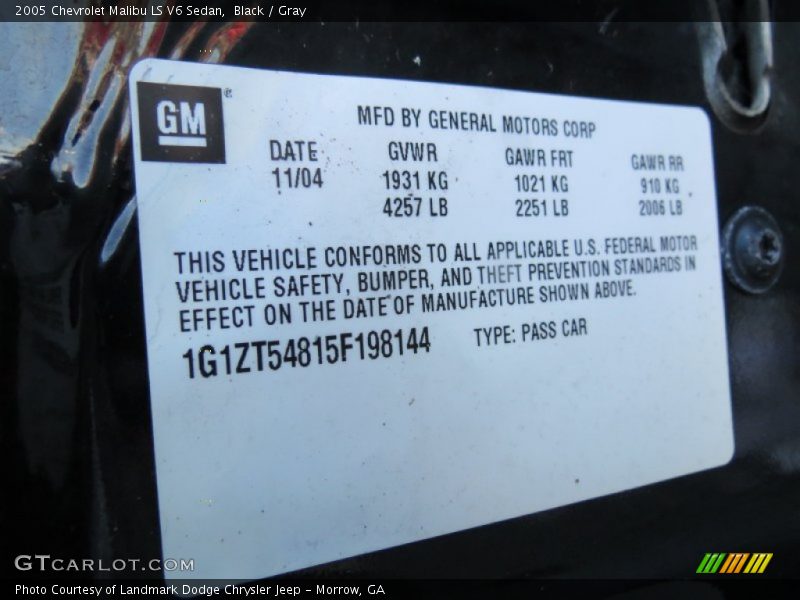 2005 Chevrolet Malibu LS V6 Sedan, Black / Gray
GM®
MFD BY GENERAL MOTORS CORP
DATE GVWR GAWR FRT GAWR RR
11/04 1931 KG 1021 KG 910 KG
4257 LB 2251 LB 2006 LB
THIS VEHICLE CONFORMS TO ALL APPLICABLE U.S. FEDERAL MOTOR
VEHICLE SAFETY, BUMPER, AND THEFT PREVENTION STANDARDS IN
EFFECT ON THE DATE OF MANUFACTURE SHOWN ABOVE.
1G1ZT54815F198144 TYPE: PASS CAR
GTCARLOT.COM
Photo Courtesy of Landmark Dodge Chrysler Jeep - Morrow, GA